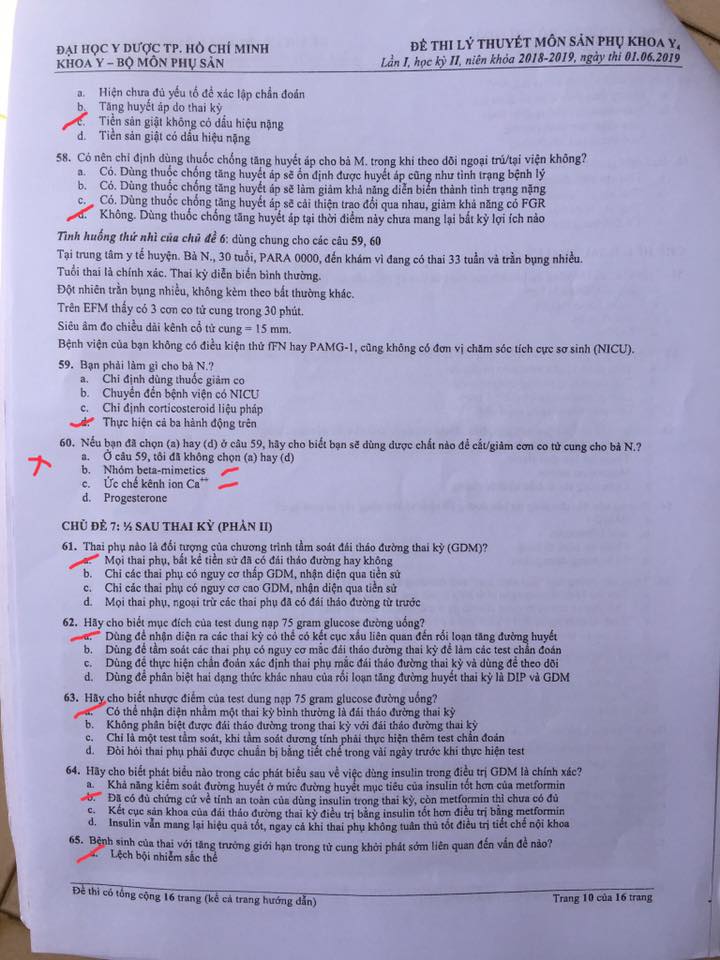 ĐẠI HỌC Y DƯỢC TP. HỒ CHÍ MINH
KHOA Y – BỘ MÔN PHỤ SẢN
ĐỀ THI LÝ THUYẾT MÔN SẢN PHỤ KHOA Y4
Lần I, học kỳ II, niên khóa 2018-2019, ngày thi 01.06.2019
a. Hiện chưa đủ yếu tố để xác lập chẩn đoán
b. Tăng huyết áp do thai kỳ
c. Tiền sản giật không có dấu hiệu nặng
d. Tiền sản giật có dấu hiệu nặng
58. Có nên chỉ định dùng thuốc chống tăng huyết áp cho bà M. trong khi theo dõi ngoại trú/tại viện không?
a. Có. Dùng thuốc chống tăng huyết áp sẽ ổn định được huyết áp cũng như tình trạng bệnh lý
b. Có. Dùng thuốc chống tăng huyết áp sẽ làm giảm khả năng diễn biến thành tình trạng nặng
c. Có. Dùng thuốc chống tăng huyết áp sẽ cải thiện trao đổi qua nhau, giảm khả năng có FGR
d. Không. Dùng thuốc chống tăng huyết áp tại thời điểm này chưa mang lại bất kỳ lợi ích nào
Tình huống thứ nhì của chủ đề 6: dùng chung cho các câu 59, 60
Tại trung tâm y tế huyện. Bà N., 30 tuổi, PARA 0000, đến khám vì đang có thai 33 tuần và trằn bụng nhiều.
Tuổi thai là chính xác. Thai kỳ diễn biến bình thường.
Đột nhiên trằn bụng nhiều, không kèm theo bất thường khác.
Trên EFM thấy có 3 cơn co tử cung trong 30 phút.
Siêu âm đo chiều dài kênh cổ tử cung = 15 mm.
Bệnh viện của bạn không có điều kiện thử fFN hay PAMG-1, cũng không có đơn vị chăm sóc tích cực sơ sinh (NICU).
59. Bạn phải làm gì cho bà N.?
a. Chỉ định dùng thuốc giảm co
b. Chuyển đến bệnh viện có NICU
c. Chỉ định corticosteroid liệu pháp
d. Thực hiện cả ba hành động trên
60. Nếu bạn đã chọn (a) hay (d) ở câu 59, hãy cho biết bạn sẽ dùng dược chất nào để cắt/giảm cơn co tử cung cho bà N.?
a. Ở câu 59, tôi đã không chọn (a) hay (d)
b. Nhóm beta-mimetics
c. Ức chế kênh ion Ca++
d. Progesterone
CHỦ ĐỀ 7: ½ SAU THAI KỲ (PHẦN II)
61. Thai phụ nào là đối tượng của chương trình tầm soát đái tháo đường thai kỳ (GDM)?
a. Mọi thai phụ, bất kể tiền sử đã có đái tháo đường hay không
b. Chỉ các thai phụ có nguy cơ thấp GDM, nhận diện qua tiền sử
c. Chỉ các thai phụ có nguy cơ cao GDM, nhận diện qua tiền sử
d. Mọi thai phụ, ngoại trừ các thai phụ đã có đái tháo đường từ trước
62. Hãy cho biết mục đích của test dung nạp 75 gram glucose đường uống?
a. Dùng để nhận diện ra các thai kỳ có thể có kết cục xấu liên quan đến rối loạn tăng đường huyết
b. Dùng để tầm soát các thai phụ có nguy cơ mắc đái tháo đường thai kỳ để làm các test chẩn đoán
c. Dùng để thực hiện chẩn đoán xác định thai phụ mắc đái tháo đường thai kỳ và dùng để theo dõi
d. Dùng để phân biệt hai dạng thức khác nhau của rối loạn tăng đường huyết thai kỳ là DIP và GDM
63. Hãy cho biết nhược điểm của test dung nạp 75 gram glucose đường uống?
a. Có thể nhận diện nhầm một thai kỳ bình thường là đái tháo đường thai kỳ
b. Không phân biệt được đái tháo đường trong thai kỳ với đái tháo đường thai kỳ
c. Chỉ là một test tầm soát, khi tầm soát dương tính phải thực hiện thêm test chẩn đoán
d. Đòi hỏi thai phụ phải được chuẩn bị bằng tiết chế trong vài ngày trước khi thực hiện test
64. Hãy cho biết phát biểu nào trong các phát biểu sau về việc dùng insulin trong điều trị GDM là chính xác?
a. Khả năng kiểm soát đường huyết ở mức đường huyết mục tiêu của insulin tốt hơn của metformin
b. Đã có đủ chứng cứ về tính an toàn của dùng insulin trong thai kỳ, còn metformin thì chưa có đủ
c. Kết cục sản khoa của đái tháo đường thai kỳ điều trị bằng insulin tốt hơn điều trị bằng metformin
d. Insulin vẫn mang lại hiệu quả tốt, ngay cả khi thai phụ không tuân thủ tốt điều trị tiết chế nội khoa
65. Bệnh sinh của thai với tăng trưởng giới hạn trong tử cung khởi phát sớm liên quan đến vấn đề nào?
a. Lệch bội nhiễm sắc thể
Đề thi có tổng cộng 16 trang (kể cả trang hướng dẫn)
Trang 10 của 16 trang